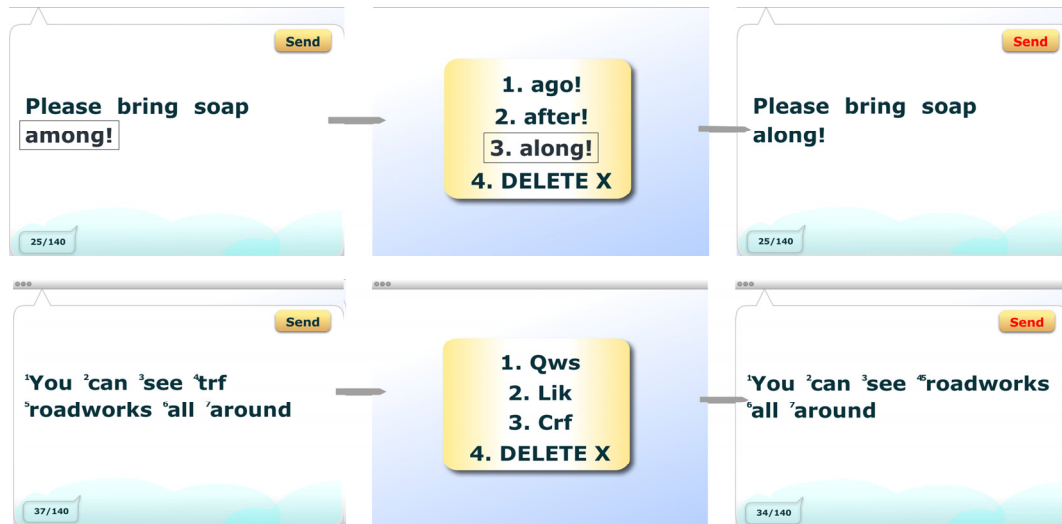 Send
Please bring soap
among!
25/140
1. ago!
2. after!
3. along!
4. DELETE X
Send
Please bring soap
along!
25/140
Send
¹You ²can ³see ⁴trf
⁵roadworks ⁶all ⁷around
37/140
1. Qws
2. Lik
3. Crf
4. DELETE X
Send
¹You ²can ³see ⁴⁵roadworks
⁶all ⁷around
34/140